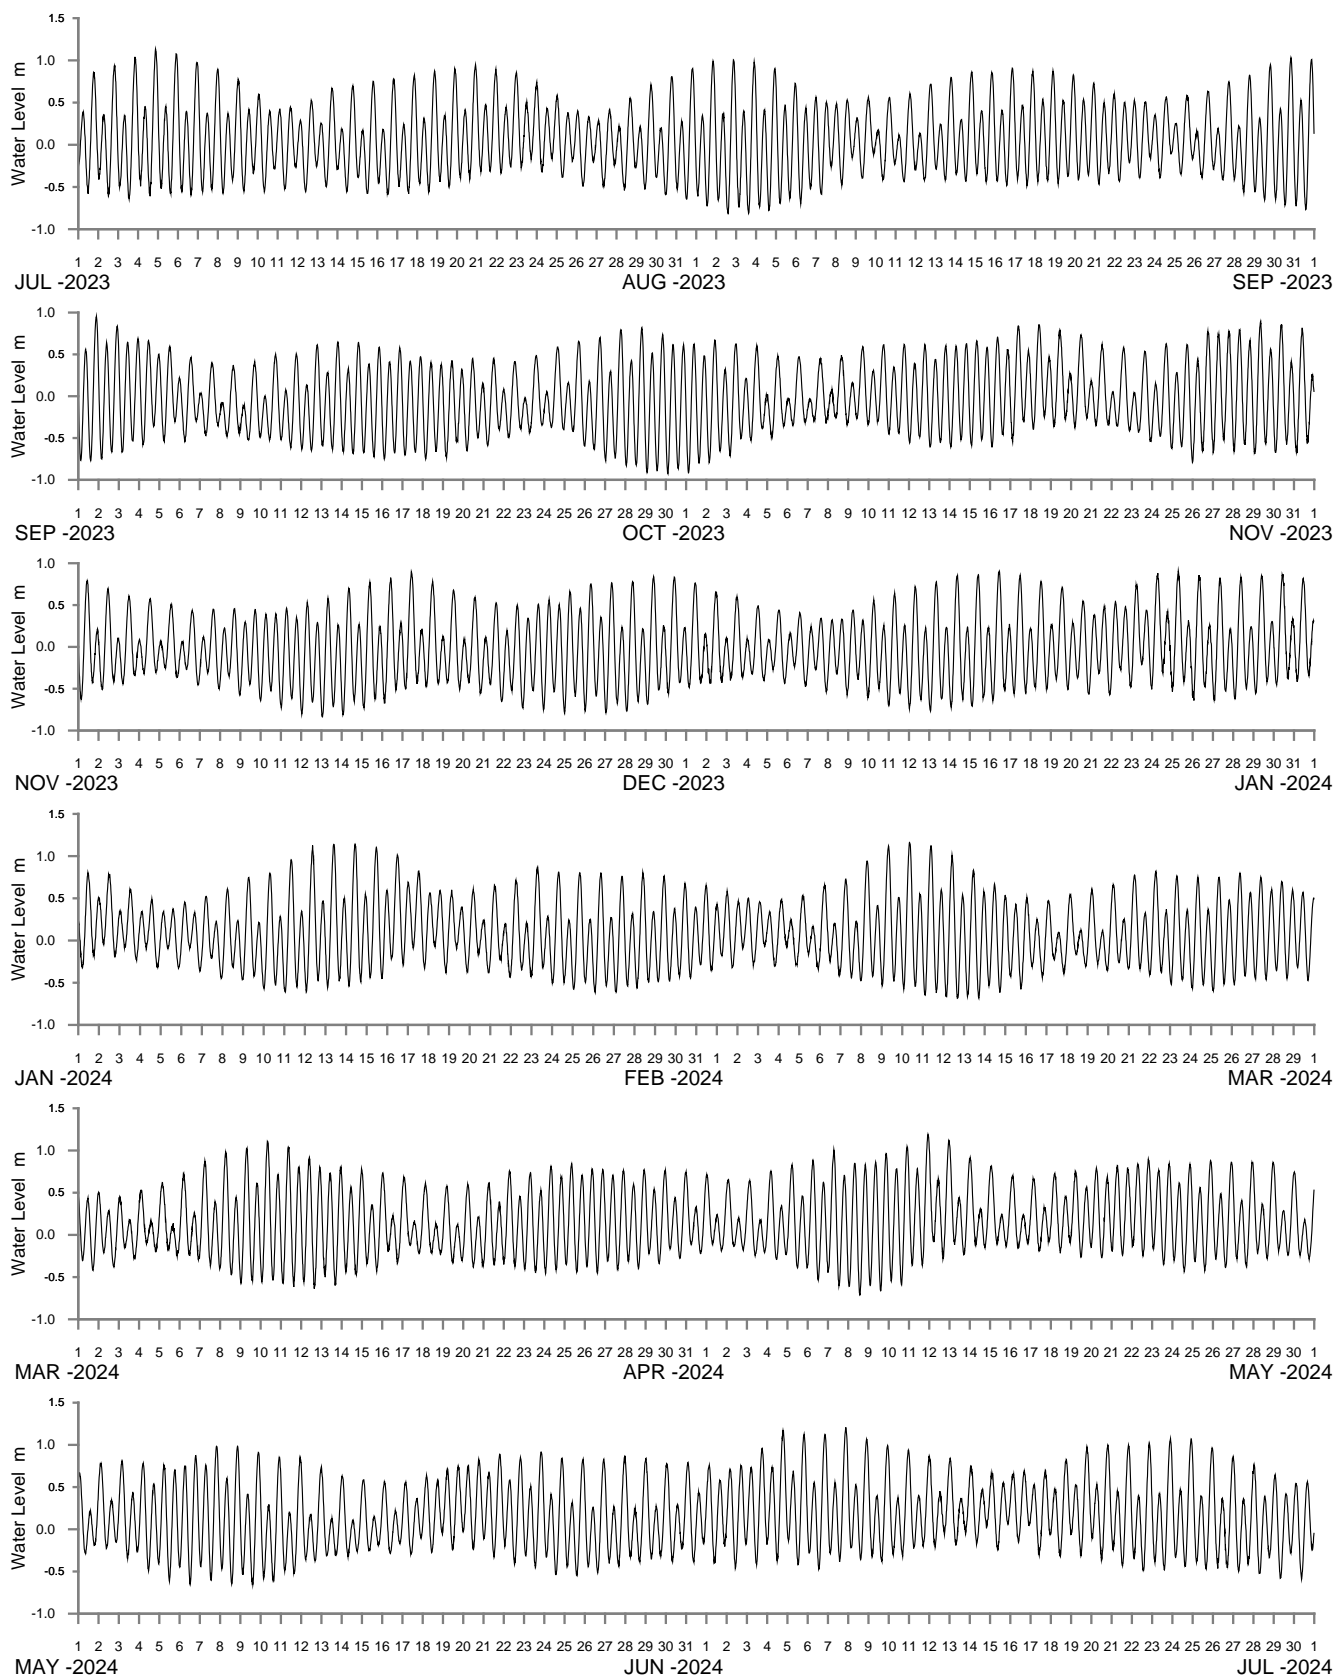 1.5
1.0
0.5
0.0
-0.5
-1.0
Water Level m
1 2 3 4 5 6 7 8 9 10 11 12 13 14 15 16 17 18 19 20 21 22 23 24 25 26 27 28 29 30 31 1 2 3 4 5 6 7 8 9 10 11 12 13 14 15 16 17 18 19 20 21 22 23 24 25 26 27 28 29 30 31 1
JUL -2023 AUG -2023 SEP -2023
1.0
0.5
0.0
-0.5
-1.0
Water Level m
1 2 3 4 5 6 7 8 9 10 11 12 13 14 15 16 17 18 19 20 21 22 23 24 25 26 27 28 29 30 1 2 3 4 5 6 7 8 9 10 11 12 13 14 15 16 17 18 19 20 21 22 23 24 25 26 27 28 29 30 31 1
SEP -2023 OCT -2023 NOV -2023
1.0
0.5
0.0
-0.5
-1.0
Water Level m
1 2 3 4 5 6 7 8 9 10 11 12 13 14 15 16 17 18 19 20 21 22 23 24 25 26 27 28 29 30 1 2 3 4 5 6 7 8 9 10 11 12 13 14 15 16 17 18 19 20 21 22 23 24 25 26 27 28 29 30 31 1
NOV -2023 DEC -2023 JAN -2024
1.5
1.0
0.5
0.0
-0.5
-1.0
Water Level m
1 2 3 4 5 6 7 8 9 10 11 12 13 14 15 16 17 18 19 20 21 22 23 24 25 26 27 28 29 30 31 1 2 3 4 5 6 7 8 9 10 11 12 13 14 15 16 17 18 19 20 21 22 23 24 25 26 27 28 29 1
JAN -2024 FEB -2024 MAR -2024
1.5
1.0
0.5
0.0
-0.5
-1.0
Water Level m
1 2 3 4 5 6 7 8 9 10 11 12 13 14 15 16 17 18 19 20 21 22 23 24 25 26 27 28 29 30 31 1 2 3 4 5 6 7 8 9 10 11 12 13 14 15 16 17 18 19 20 21 22 23 24 25 26 27 28 29 30 1
MAR -2024 APR -2024 MAY -2024
1.5
1.0
0.5
0.0
-0.5
-1.0
Water Level m
1 2 3 4 5 6 7 8 9 10 11 12 13 14 15 16 17 18 19 20 21 22 23 24 25 26 27 28 29 30 31 1 2 3 4 5 6 7 8 9 10 11 12 13 14 15 16 17 18 19 20 21 22 23 24 25 26 27 28 29 30 1
MAY -2024 JUN -2024 JUL -2024